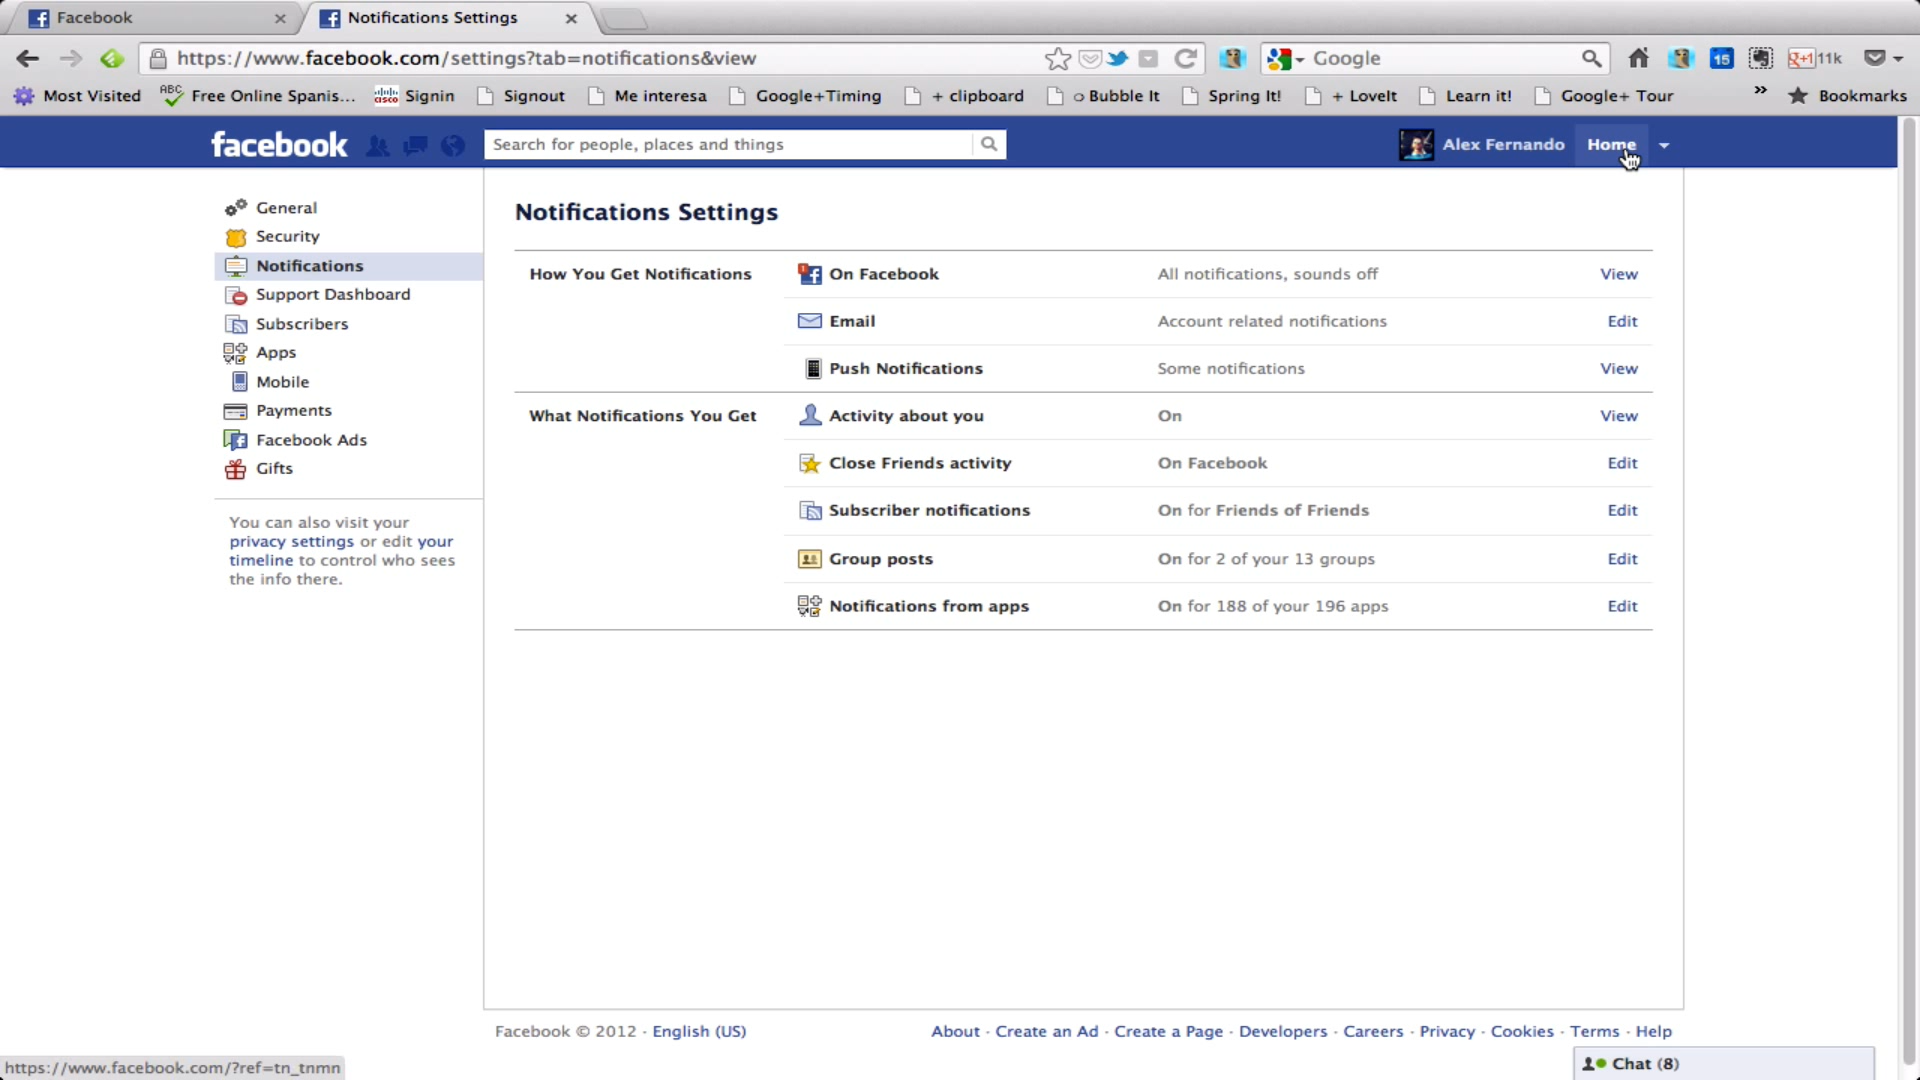 Facebook
Notifications Settings
https://www.facebook.com/settings?tab=notifications&view
Google
15
g+1 11k
Most Visited
ABC Free Online Spanis...
cisco Signin
Signout
Me interesa
Google+Timing
+ clipboard
○ Bubble It
Spring It!
+ LoveIt
Learn it!
Google+ Tour
»
Bookmarks
facebook
Search for people, places and things
Alex Fernando
Home
General
Security
Notifications
Support Dashboard
Subscribers
Apps
Mobile
Payments
Facebook Ads
Gifts
You can also visit your
privacy settings or edit your
timeline to control who sees
the info there.
Notifications Settings
How You Get Notifications
On Facebook All notifications, sounds off View
Email Account related notifications Edit
Push Notifications Some notifications View
What Notifications You Get
Activity about you On View
Close Friends activity On Facebook Edit
Subscriber notifications On for Friends of Friends Edit
Group posts On for 2 of your 13 groups Edit
Notifications from apps On for 188 of your 196 apps Edit
Facebook © 2012 · English (US)
About · Create an Ad · Create a Page · Developers · Careers · Privacy · Cookies · Terms · Help
https://www.facebook.com/?ref=tn_tnmn
Chat (8)